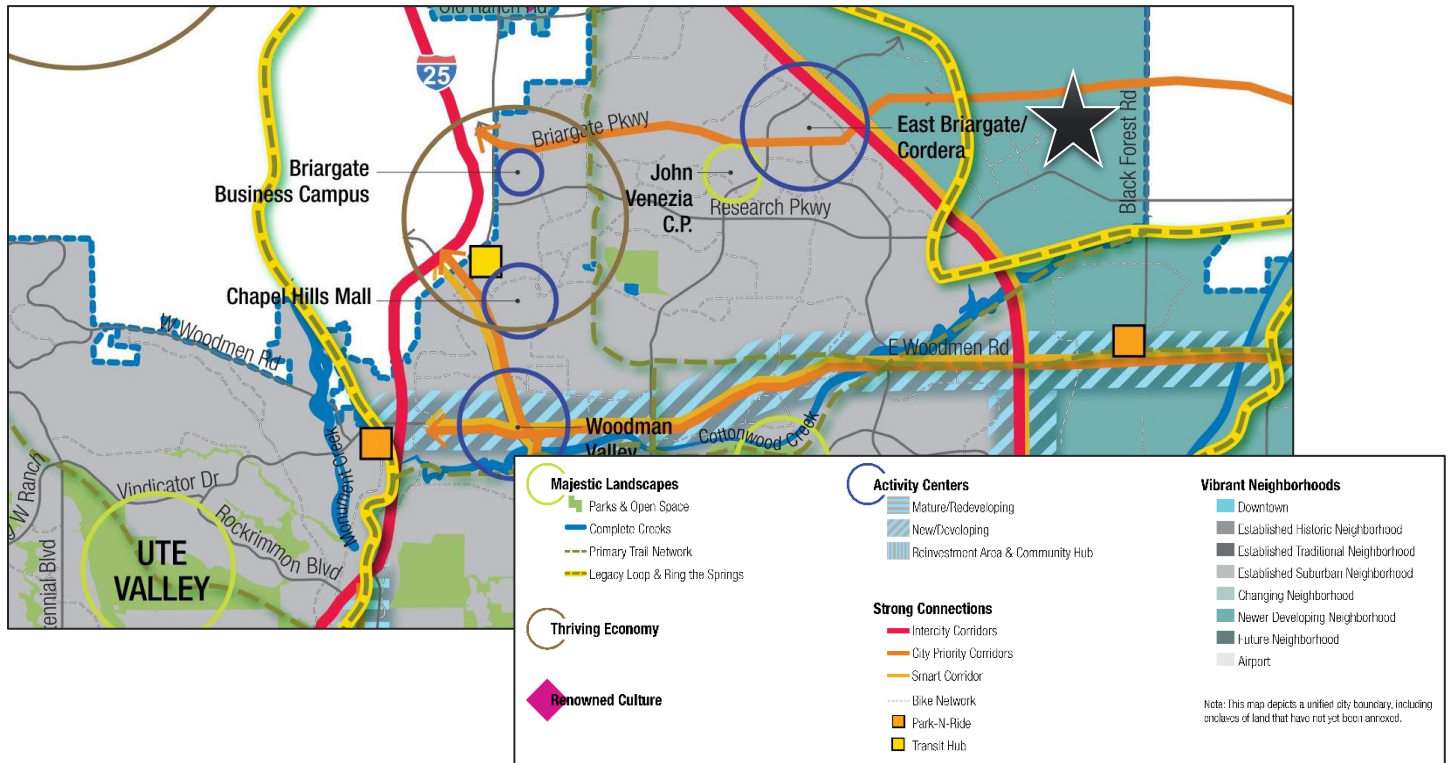 Old Ranch Rd
25
Briargate Pkwy
East Briargate/
Cordera
Black Forest Rd
Briargate
Business Campus
John
Venezia
C.P.
Research Pkwy
Chapel Hills Mall
W Woodmen Rd
E Woodmen Rd
Woodman
Valley
Cottonwood Creek
Monument Creek
Vindicator Dr
Rockrimmon Blvd
W Ranch
tennial Blvd
UTE
VALLEY
Majestic Landscapes
Parks & Open Space
Complete Creeks
Primary Trail Network
Legacy Loop & Ring the Springs
Thriving Economy
Renowned Culture
Activity Centers
Mature/Redeveloping
New/Developing
Reinvestment Area & Community Hub
Strong Connections
Intercity Corridors
City Priority Corridors
Smart Corridor
Bike Network
Park-N-Ride
Transit Hub
Vibrant Neighborhoods
Downtown
Established Historic Neighborhood
Established Traditional Neighborhood
Established Suburban Neighborhood
Changing Neighborhood
Newer Developing Neighborhood
Future Neighborhood
Airport
Note: This map depicts a unified city boundary, including
enclaves of land that have not yet been annexed.